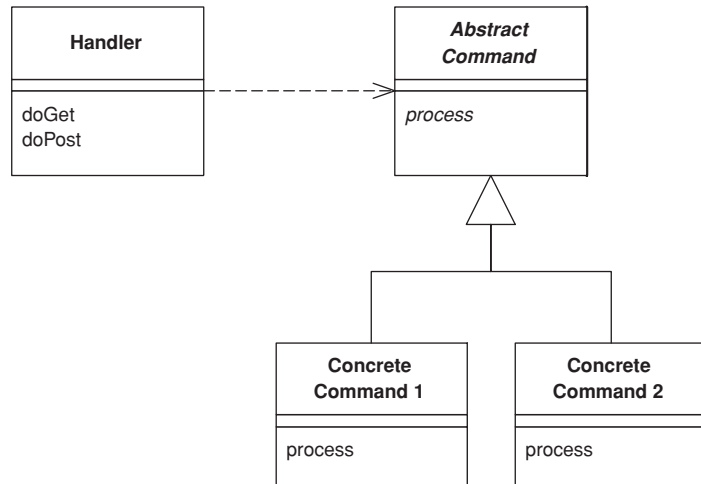 Handler
doGet
doPost
Abstract
Command
process
Concrete
Command 1
process
Concrete
Command 2
process